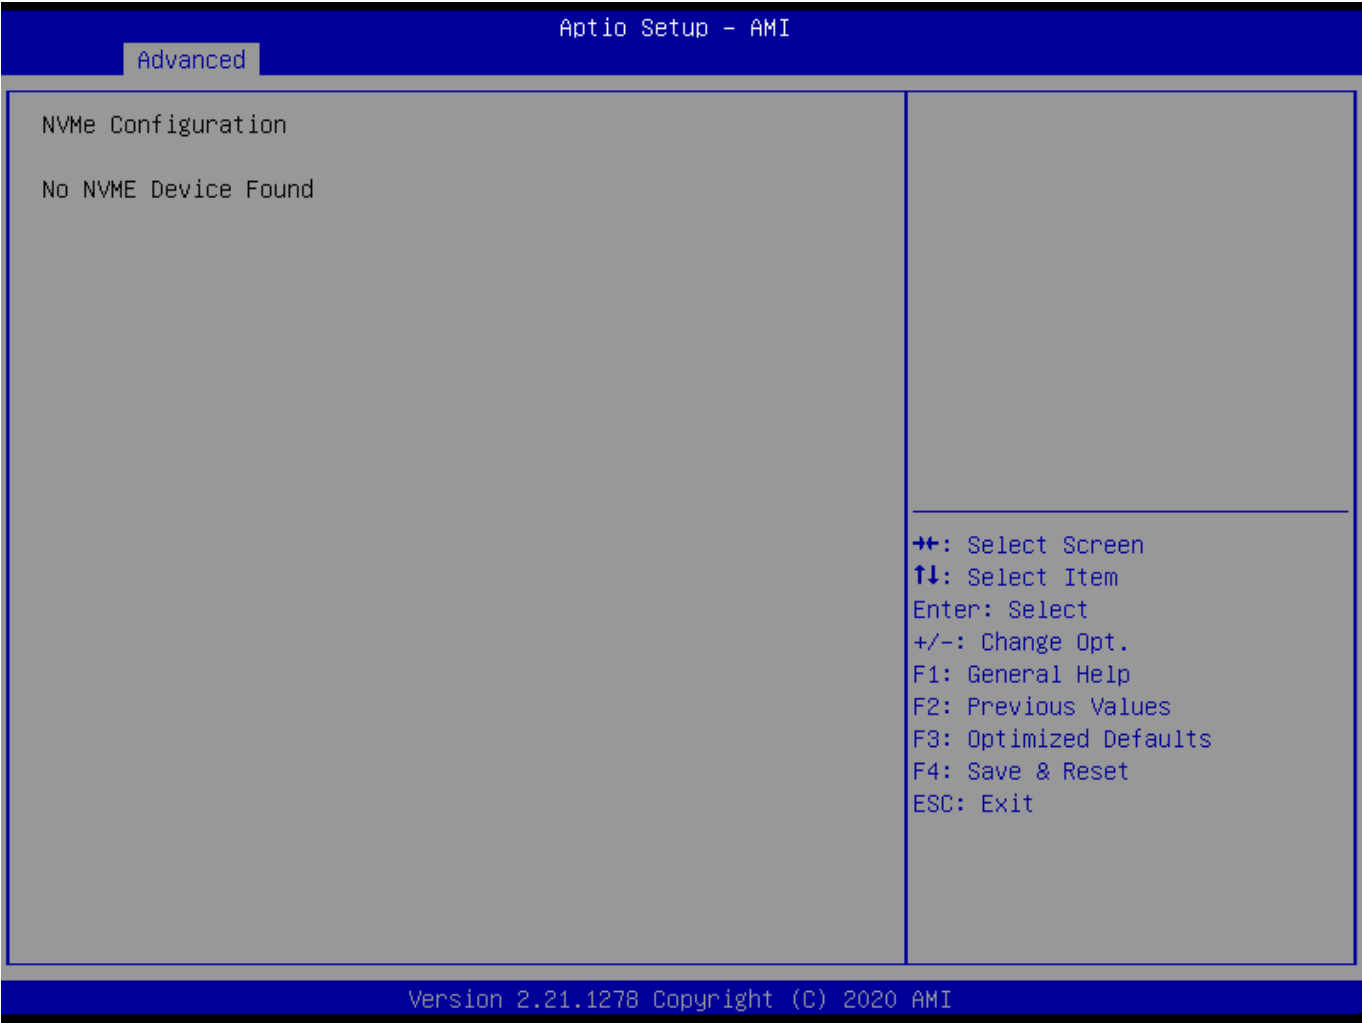 Aptio Setup – AMI
Advanced
NVMe Configuration
No NVME Device Found
→←: Select Screen
↑↓: Select Item
Enter: Select
+/-: Change Opt.
F1: General Help
F2: Previous Values
F3: Optimized Defaults
F4: Save & Reset
ESC: Exit
Version 2.21.1278 Copyright (C) 2020 AMI